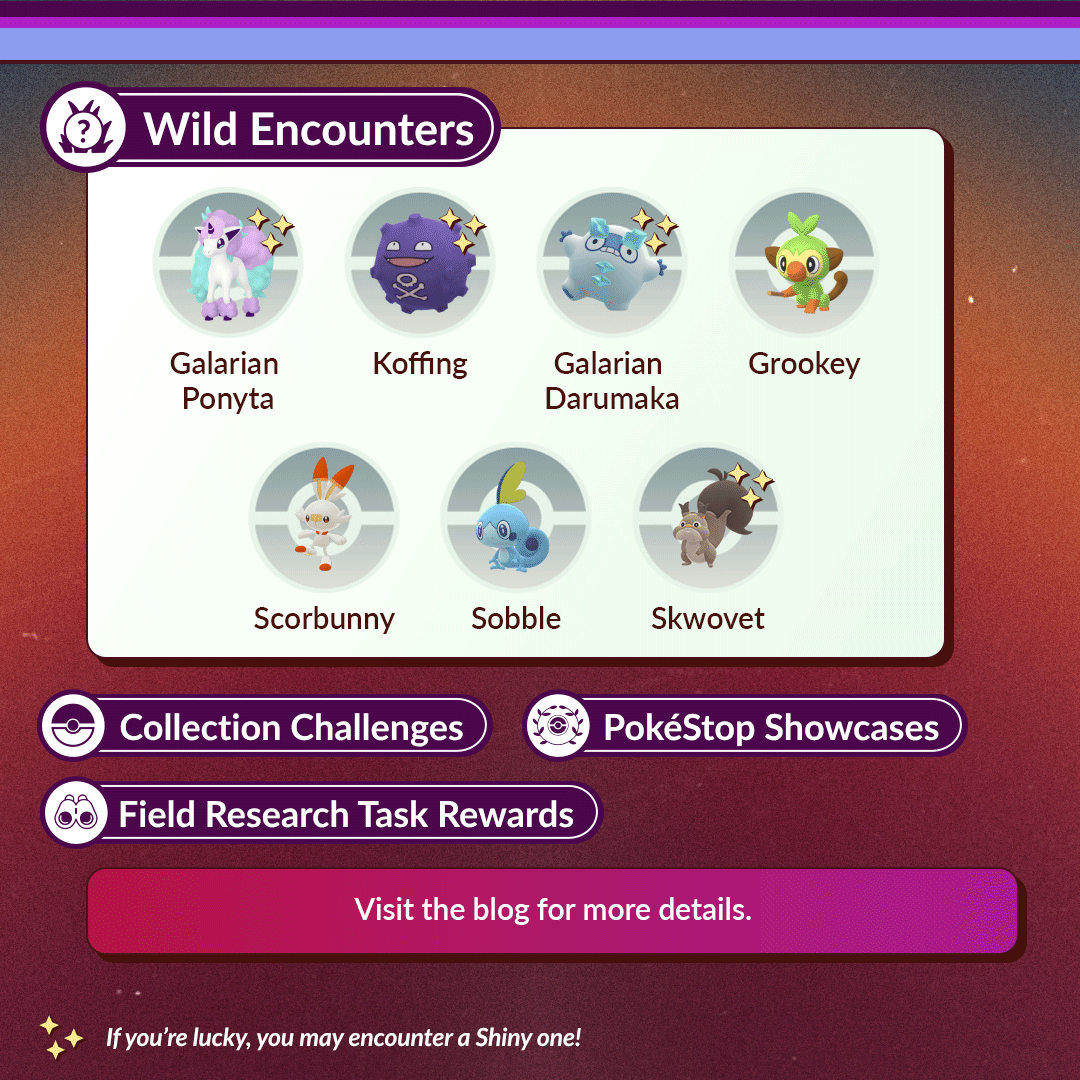 ?
Wild Encounters
Galarian Ponyta
Koffing
Galarian Darumaka
Grookey
Scorbunny
Sobble
Skwovet
Collection Challenges
PokéStop Showcases
Field Research Task Rewards
Visit the blog for more details.
If you're lucky, you may encounter a Shiny one!